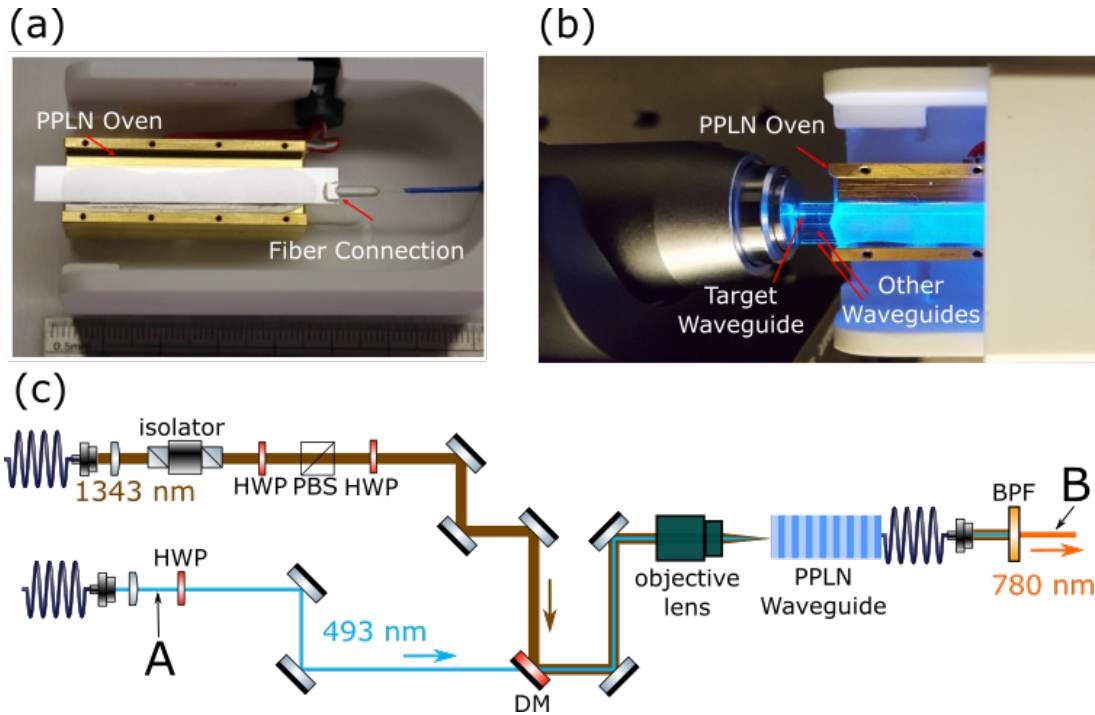 (a)
PPLN Oven
Fiber Connection
0.5mm
(b)
PPLN Oven
Target
Waveguide
Other
Waveguides
(c)
isolator
1343 nm
HWP
PBS
HWP
HWP
A
493 nm
DM
objective
lens
PPLN
Waveguide
BPF
B
780 nm